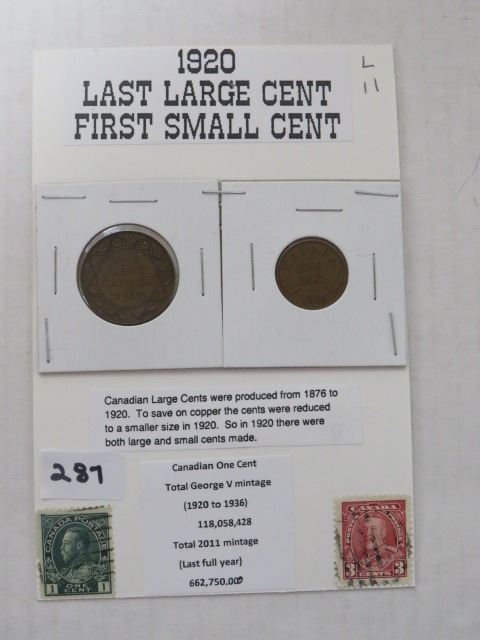 1920
LAST LARGE CENT
FIRST SMALL CENT
L
11
Canadian Large Cents were produced from 1876 to
1920. To save on copper the cents were reduced
to a smaller size in 1920. So in 1920 there were
both large and small cents made.
287
Canadian One Cent
Total George V mintage
(1920 to 1936)
118,058,428
Total 2011 mintage
(Last full year)
662,750,000
CANADA POSTAGE
1 1
ONE CENT
CANADA
POSTAGE
3 3
CENTS